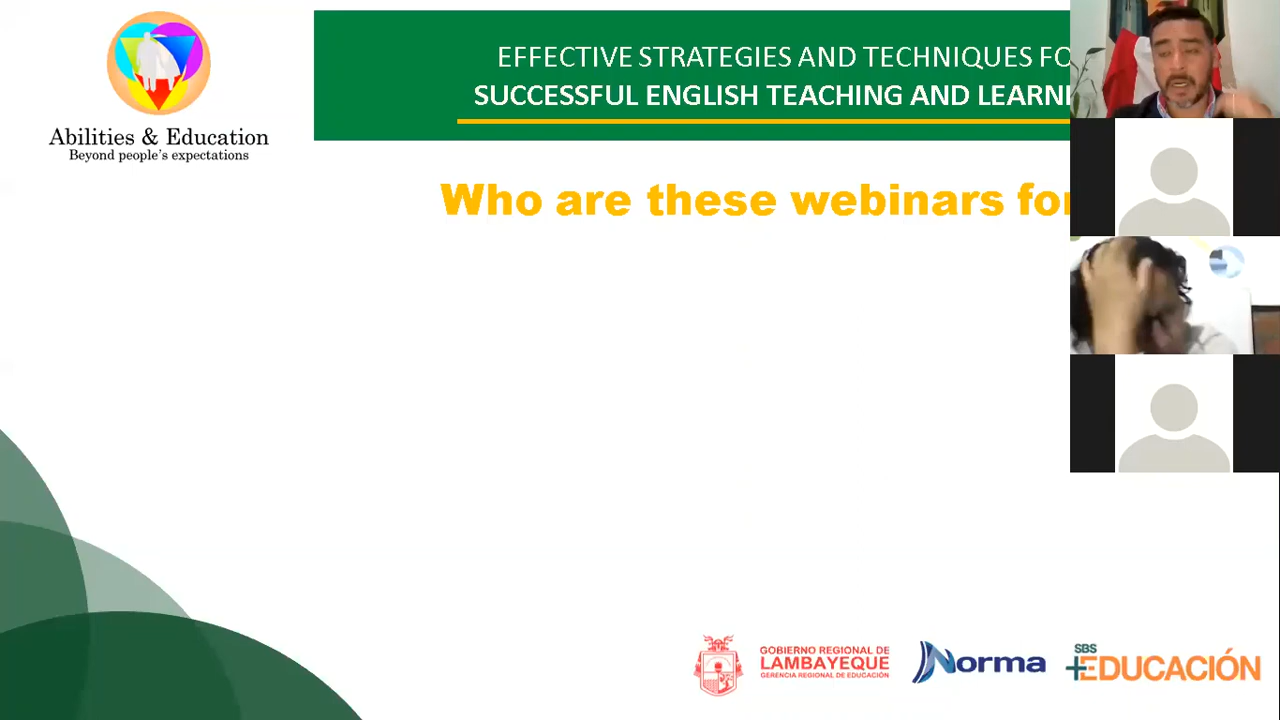 EFFECTIVE STRATEGIES AND TECHNIQUES FO
SUCCESSFUL ENGLISH TEACHING AND LEARNI
Abilities & Education
Beyond people's expectations
Who are these webinars for
GOBIERNO REGIONAL DE
LAMBAYEQUE
GERENCIA REGIONAL DE EDUCACIÓN
Norma
SBS
+EDUCACIÓN